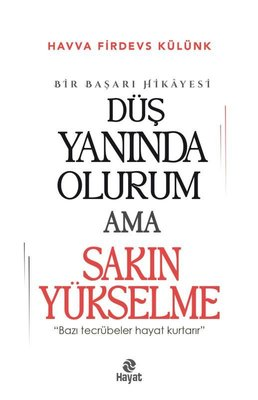 HAVVA FİRDEVS KÜLÜNK
BİR BAŞARI HİKÂYESİ
DÜŞ
YANINDA
OLURUM
AMA
SAKIN
YÜKSELME
“Bazı tecrübeler hayat kurtarır”
Hayat